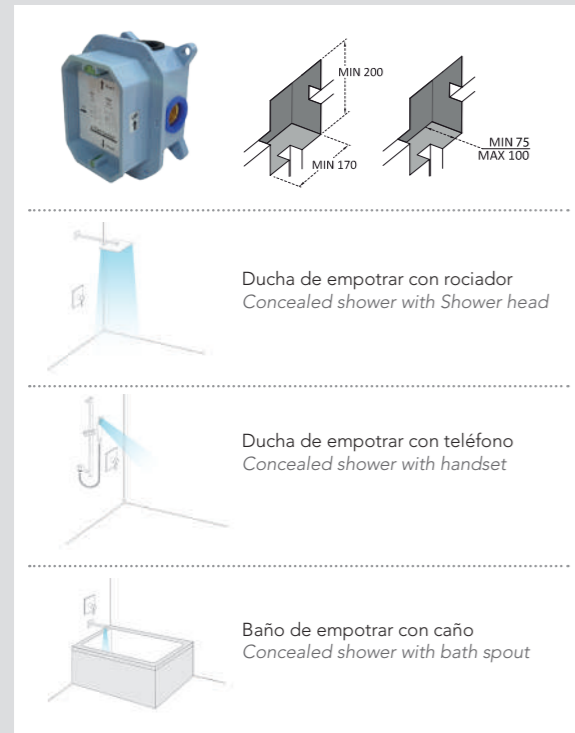 MIN 200
MIN 170
MIN 75
MAX 100
Ducha de empotrar con rociador
Concealed shower with Shower head
Ducha de empotrar con teléfono
Concealed shower with handset
Baño de empotrar con caño
Concealed shower with bath spout